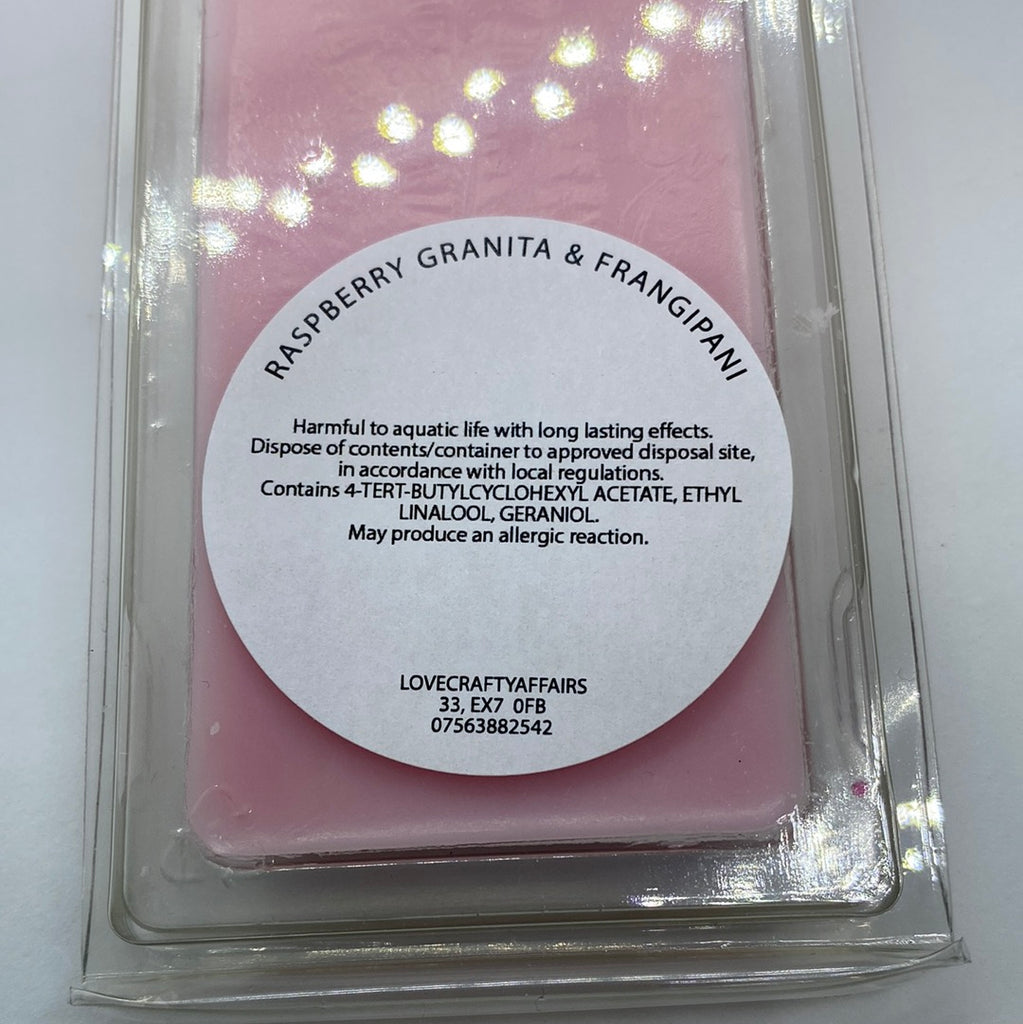 RASPBERRY GRANITA & FRANGIPANI
Harmful to aquatic life with long lasting effects.
Dispose of contents/container to approved disposal site,
in accordance with local regulations.
Contains 4-TERT-BUTYLCYCLOHEXYL ACETATE, ETHYL
LINALOOL, GERANIOL.
May produce an allergic reaction.
LOVECRAFTYAFFAIRS
33, EX7 0FB
07563882542